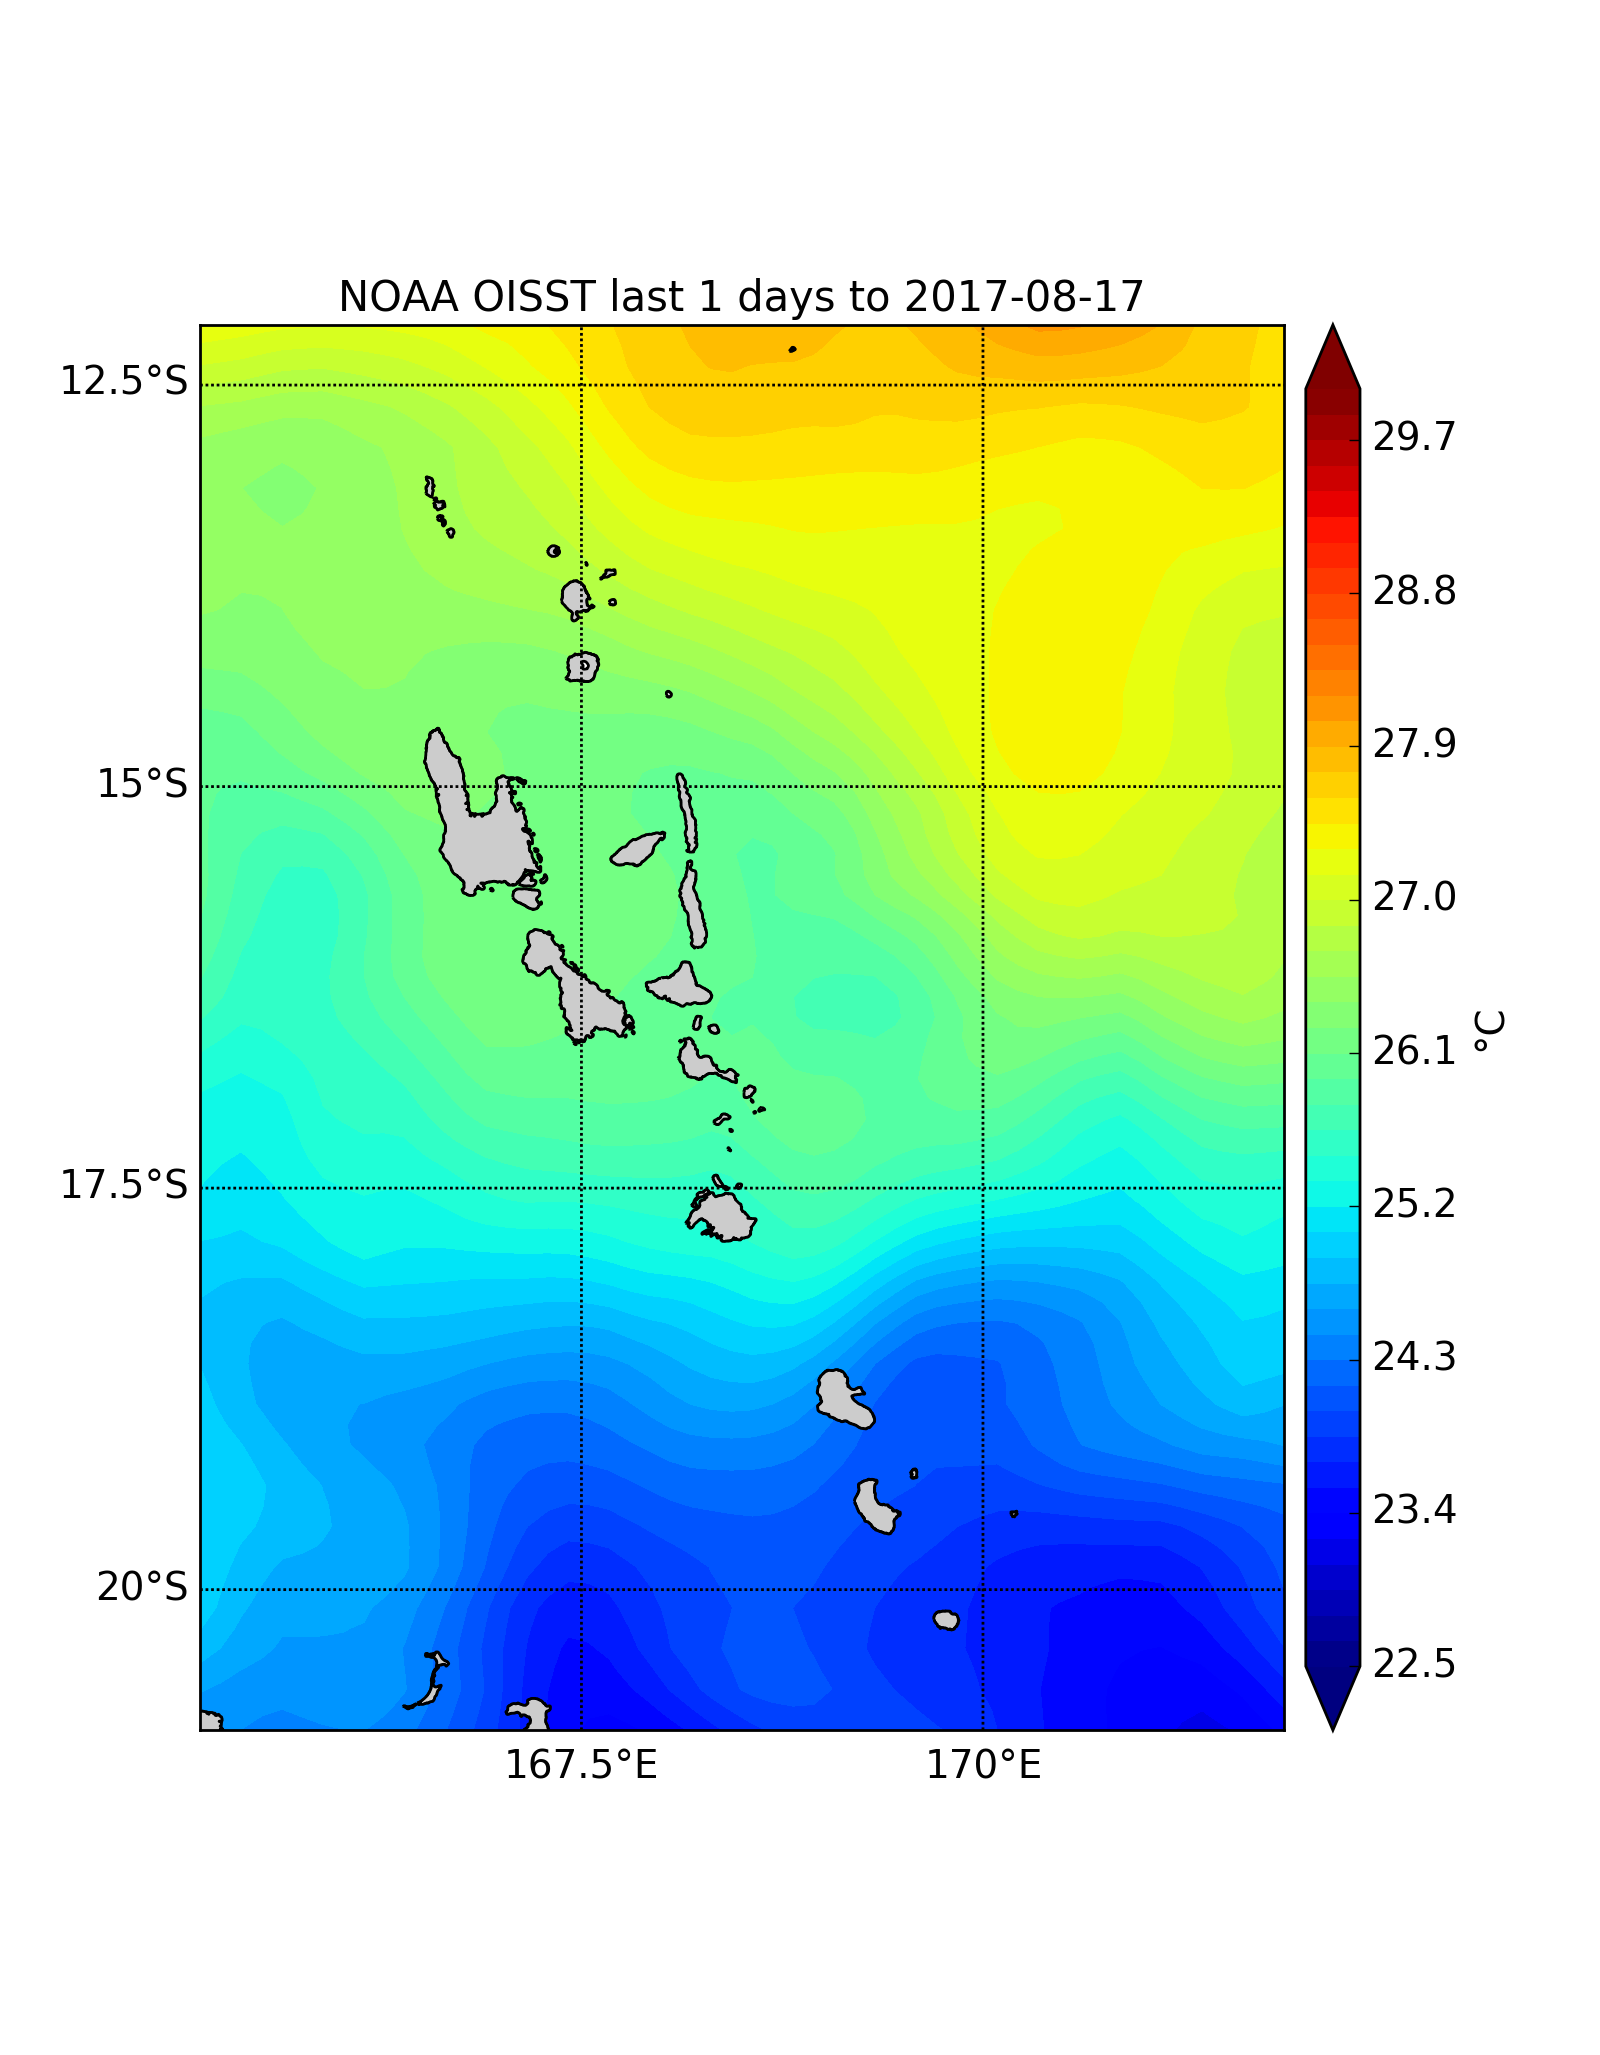 NOAA OISST last 1 days to 2017-08-17
12.5°S
15°S
17.5°S
20°S
167.5°E
170°E
29.7
28.8
27.9
27.0
26.1
25.2
24.3
23.4
22.5
°C